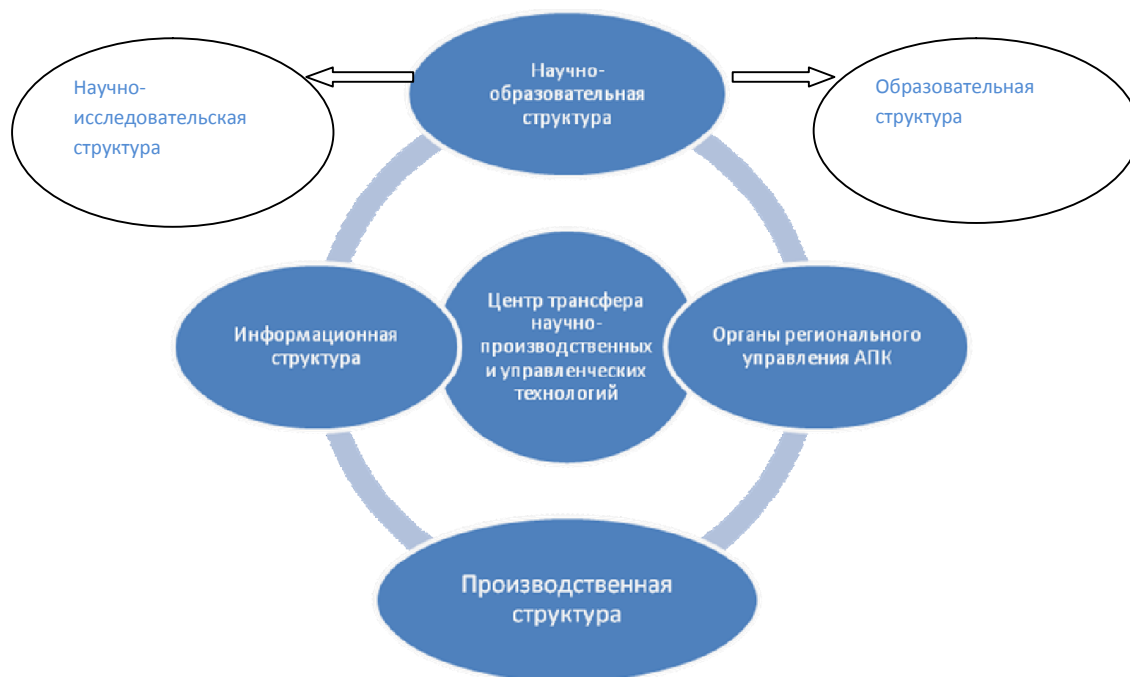 Научно-
исследовательская
структура
Научно-
образовательная
структура
Образовательная
структура
Информационная
структура
Центр трансфера
научно-
производственных
и управленческих
технологий
Органы регионального
управления АПК
Производственная
структура